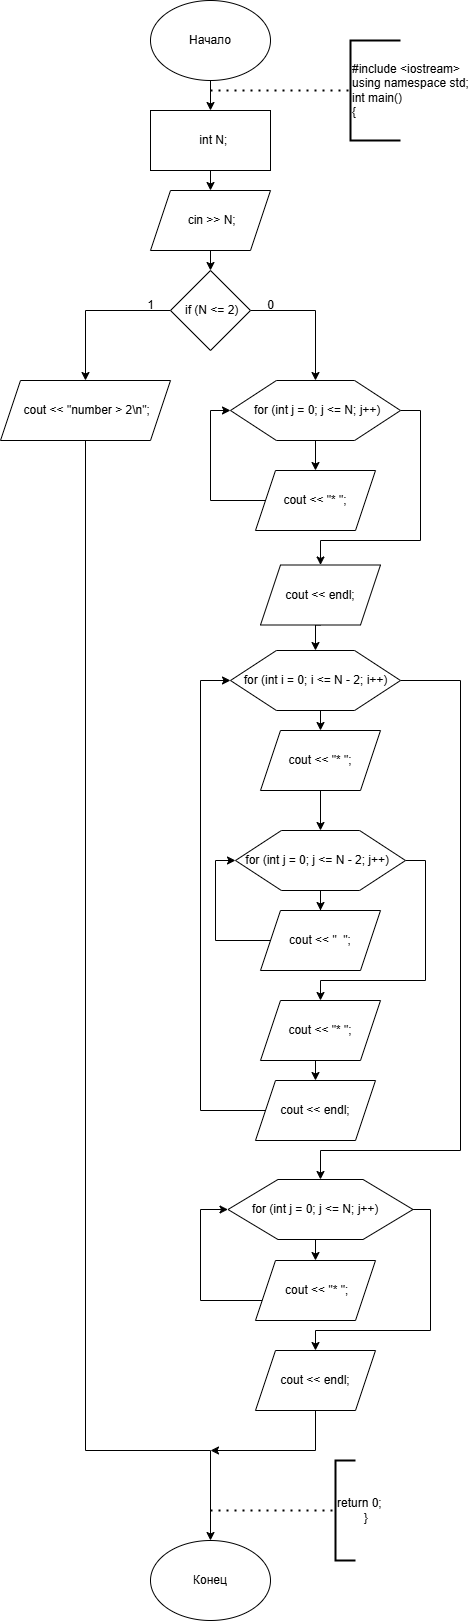 Начало
#include <iostream>
using namespace std;
int main()
{
int N;
cin >> N;
if (N <= 2)
1
0
cout << "number > 2\n";
for (int j = 0; j <= N; j++)
cout << "* ";
cout << endl;
for (int i = 0; i <= N - 2; i++)
cout << "* ";
for (int j = 0; j <= N - 2; j++)
cout << "  ";
cout << "* ";
cout << endl;
for (int j = 0; j <= N; j++)
cout << "* ";
cout << endl;
return 0;
}
Конец